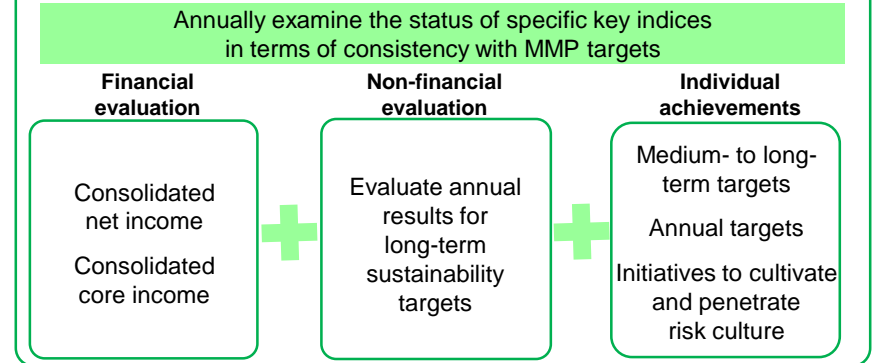 Annually examine the status of specific key indices
in terms of consistency with MMP targets
Financial
evaluation
Non-financial
evaluation
Individual
achievements
Consolidated
net income
Consolidated
core income
Evaluate annual
results for
long-term
sustainability
targets
Medium- to long-
term targets
Annual targets
Initiatives to cultivate
and penetrate
risk culture